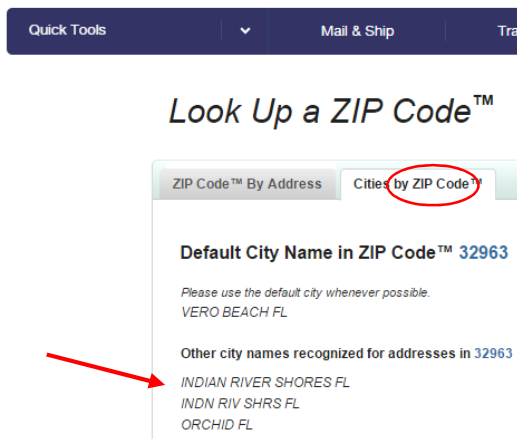 Quick Tools
Mail & Ship
Look Up a ZIP Code™
ZIP Code™ By Address
Cities by ZIP Code™
Default City Name in ZIP Code™ 32963
Please use the default city whenever possible.
VERO BEACH FL
Other city names recognized for addresses in 32963
INDIAN RIVER SHORES FL
INDN RIV SHRS FL
ORCHID FL